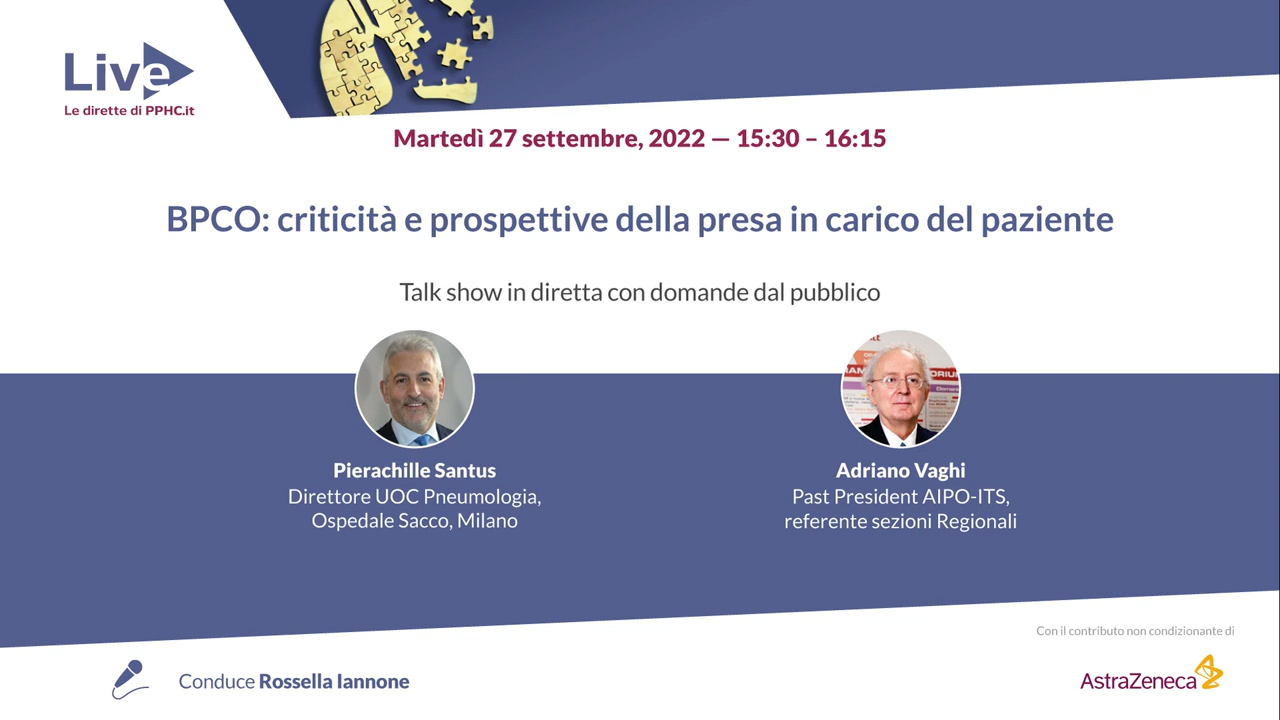 Live
Le dirette di PPHC.it
Martedì 27 settembre, 2022 — 15:30 – 16:15
BPCO: criticità e prospettive della presa in carico del paziente
Talk show in diretta con domande dal pubblico
Pierachille Santus
Direttore UOC Pneumologia,
Ospedale Sacco, Milano
Adriano Vaghi
Past President AIPO-ITS,
referente sezioni Regionali
Con il contributo non condizionante di
AstraZeneca
Conduce Rossella Iannone